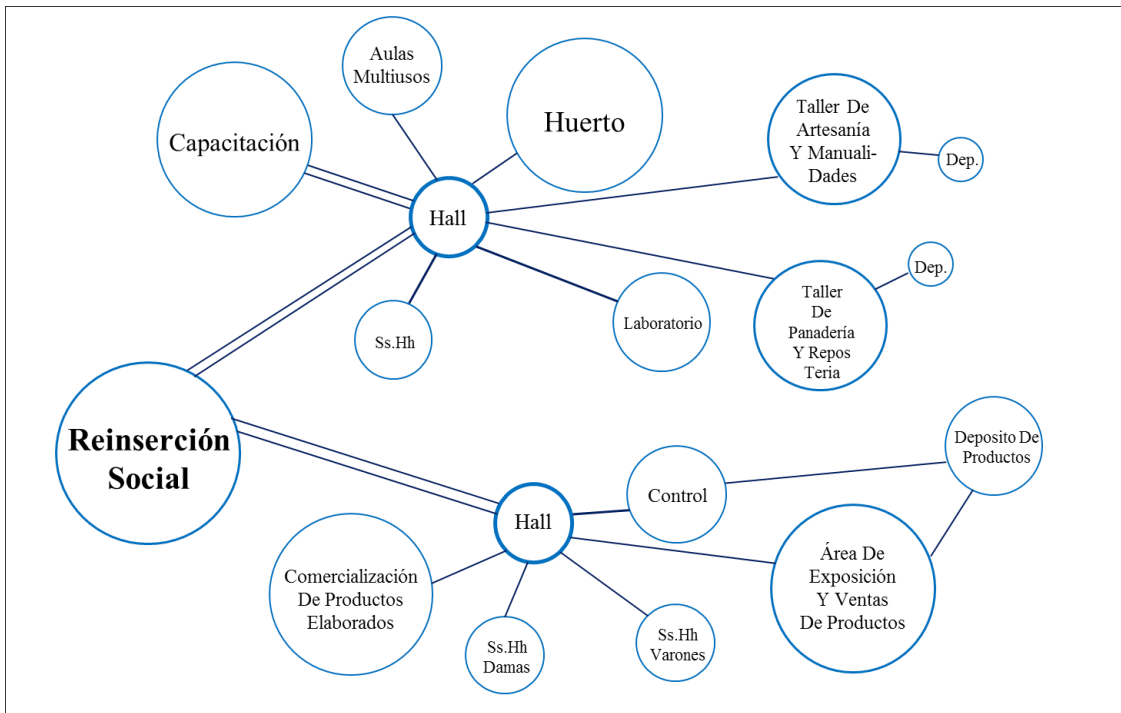 Aulas
Multiusos
Capacitación
Huerto
Taller De
Artesanía
Y Manuali-
Dades
Dep.
Hall
Dep.
Taller
De
Panadería
Y Repos
Teria
Ss.Hh
Laboratorio
Reinserción
Social
Deposito De
Productos
Control
Hall
Comercialización
De Productos
Elaborados
Área De
Exposición
Y Ventas
De Productos
Ss.Hh
Damas
Ss.Hh
Varones